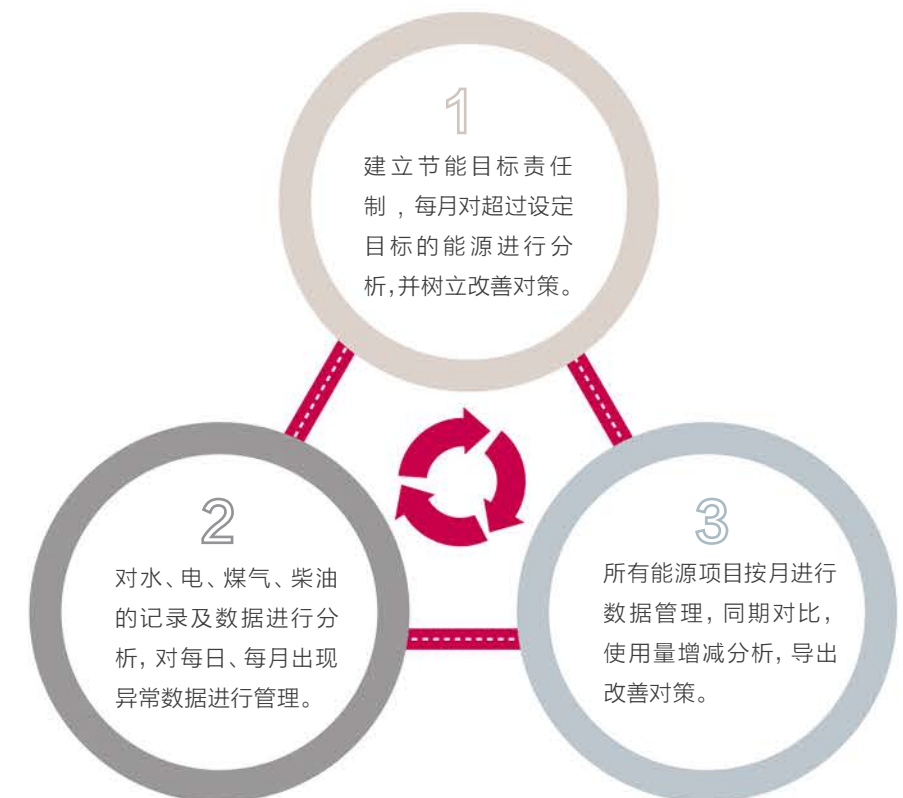 1
建立节能目标责任
制，每月对超过设定
目标的能源进行分
析,并树立改善对策。
2
对水、电、煤气、柴油
的记录及数据进行分
析, 对每日、每月出现
异常数据进行管理。
3
所有能源项目按月进行
数据管理, 同期对比,
使用量增减分析, 导出
改善对策。